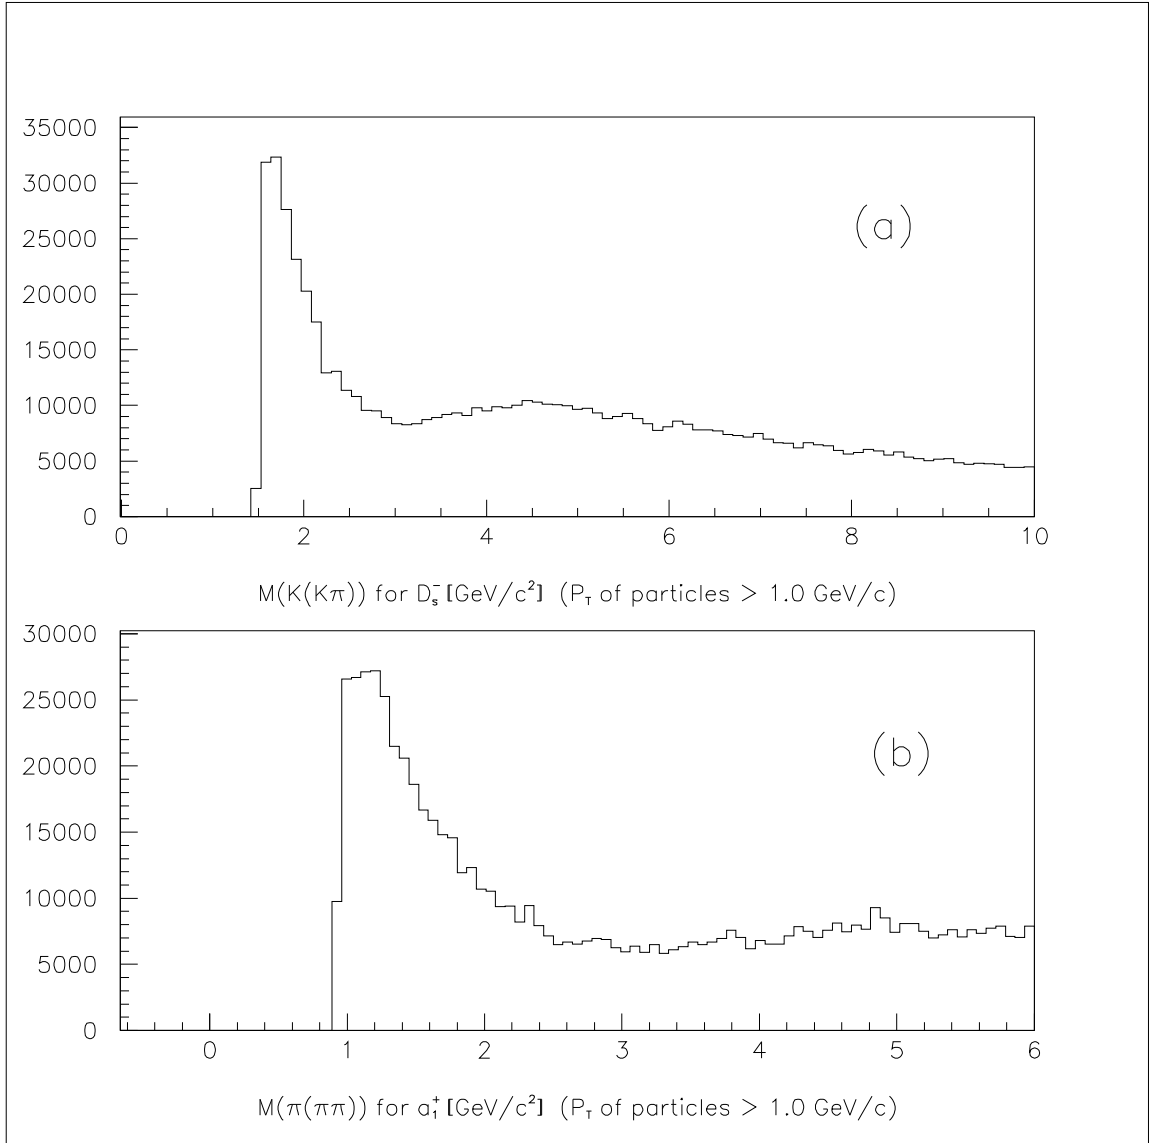 35000
30000
25000
20000
15000
10000
5000
0
(a)
0 2 4 6 8 10
M(K(Kπ)) for D_s^- [GeV/c^2] (P_T of particles > 1.0 GeV/c)
30000
25000
20000
15000
10000
5000
0
(b)
0 1 2 3 4 5 6
M(π(ππ)) for a_1^+ [GeV/c^2] (P_T of particles > 1.0 GeV/c)